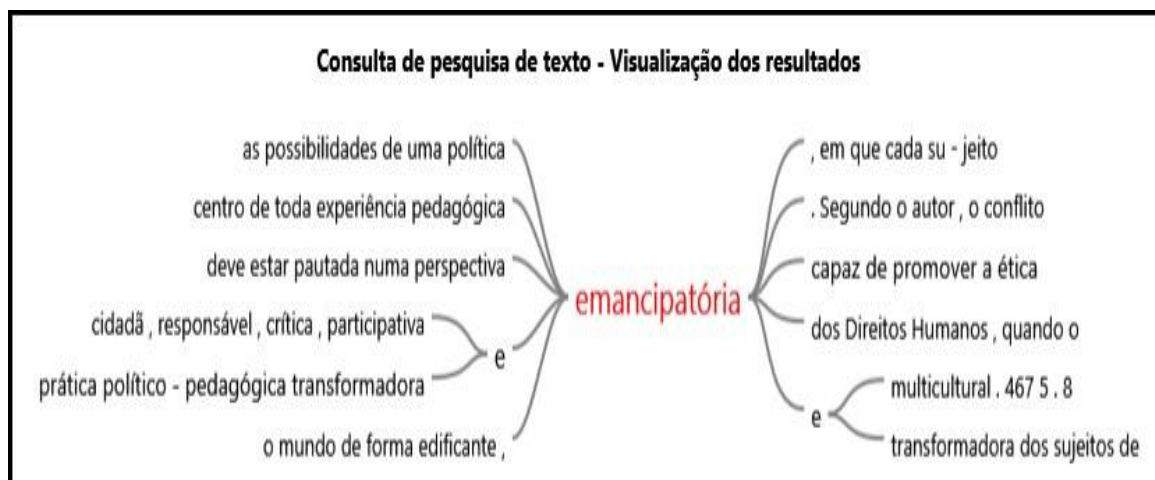 Consulta de pesquisa de texto - Visualização dos resultados
as possibilidades de uma política
centro de toda experiência pedagógica
deve estar pautada numa perspectiva
cidadã , responsável , crítica , participativa
prática político - pedagógica transformadora
e
o mundo de forma edificante ,
emancipatória
, em que cada su - jeito
. Segundo o autor , o conflito
capaz de promover a ética
dos Direitos Humanos , quando o
e
multicultural . 467 5 . 8
transformadora dos sujeitos de